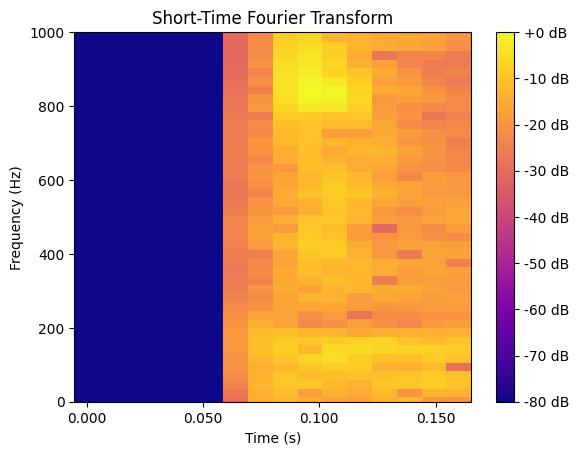 Short-Time Fourier Transform
1000
800
600
400
200
0
Frequency (Hz)
0.000
0.050
0.100
0.150
Time (s)
+0 dB
-10 dB
-20 dB
-30 dB
-40 dB
-50 dB
-60 dB
-70 dB
-80 dB